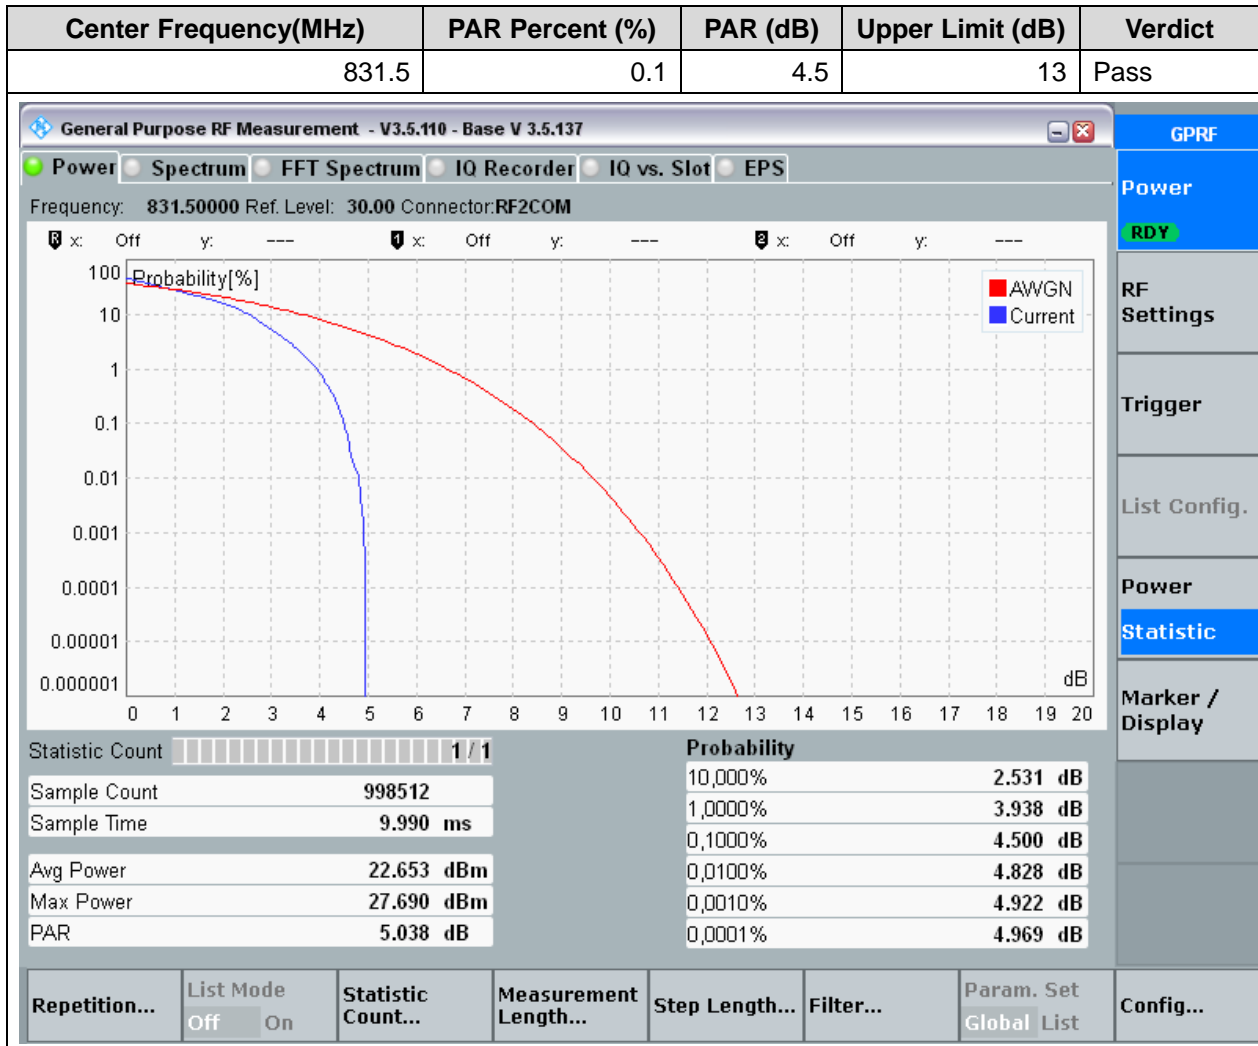 Center Frequency(MHz) PAR Percent (%) PAR (dB) Upper Limit (dB) Verdict
831.5 0.1 4.5 13 Pass
General Purpose RF Measurement - V3.5.110 - Base V 3.5.137
GPRF
Power Spectrum FFT Spectrum IQ Recorder IQ vs. Slot EPS
Power
RDY
Frequency: 831.50000 Ref. Level: 30.00 Connector:RF2COM
R x: Off y: --- 1 x: Off y: --- 2 x: Off y: ---
Probability[%]
AWGN
Current
100
10
1
0.1
0.01
0.001
0.0001
0.00001
0.000001
dB
0 1 2 3 4 5 6 7 8 9 10 11 12 13 14 15 16 17 18 19 20
RF
Settings
Trigger
List Config.
Power
Statistic
Marker /
Display
Statistic Count 1 / 1
Sample Count 998512
Sample Time 9.990 ms
Avg Power 22.653 dBm
Max Power 27.690 dBm
PAR 5.038 dB
Probability
10,000% 2.531 dB
1,0000% 3.938 dB
0,1000% 4.500 dB
0,0100% 4.828 dB
0,0010% 4.922 dB
0,0001% 4.969 dB
Repetition...
List Mode
Off On
Statistic
Count...
Measurement
Length...
Step Length...
Filter...
Param. Set
Global List
Config...